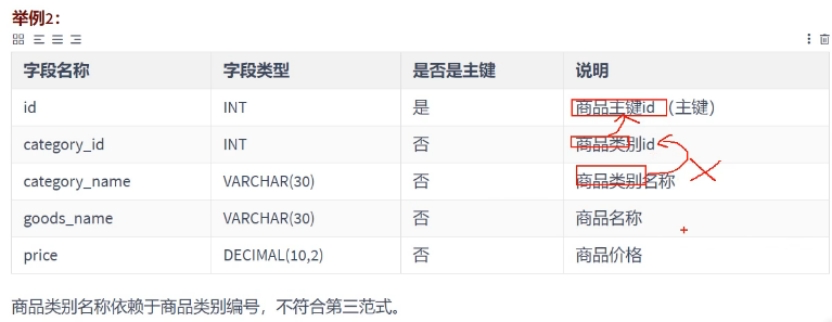 举例2：
字段名称 字段类型 是否是主键 说明
id INT 是 商品主键id (主键)
category_id INT 否 商品类别id
category_name VARCHAR(30) 否 商品类别名称
goods_name VARCHAR(30) 否 商品名称
price DECIMAL(10,2) 否 商品价格
商品类别名称依赖于商品类别编号，不符合第三范式。